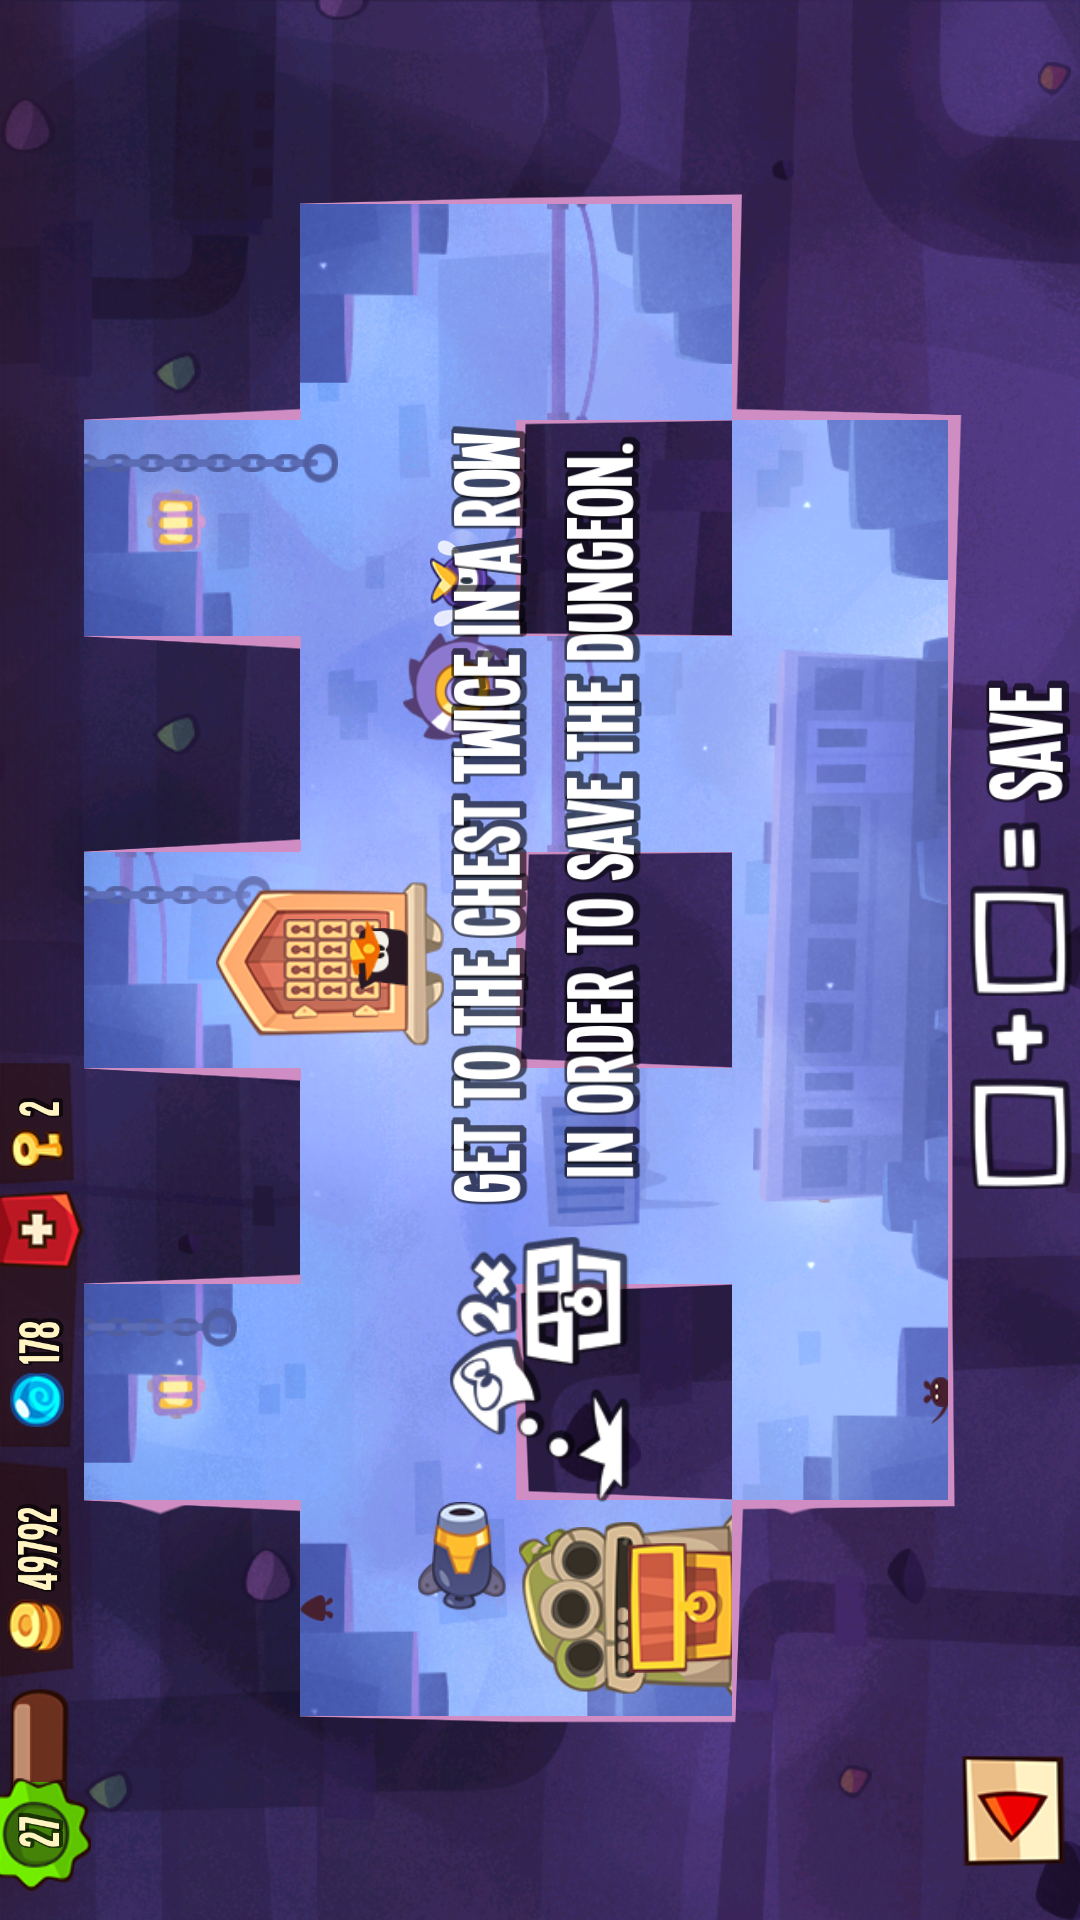 27
49792
178
2
GET TO THE CHEST TWICE IN A ROW
IN ORDER TO SAVE THE DUNGEON.
2x
+ = SAVE